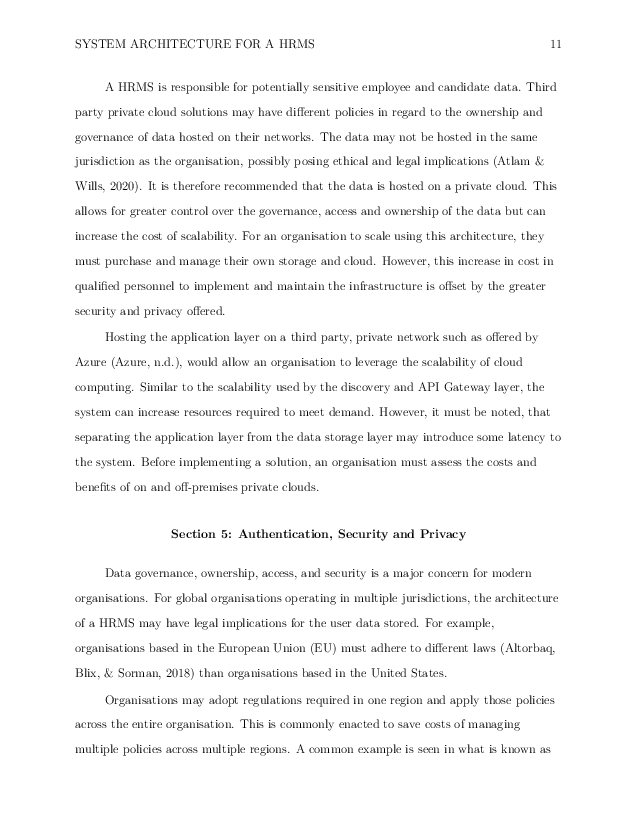 SYSTEM ARCHITECTURE FOR A HRMS 11
A HRMS is responsible for potentially sensitive employee and candidate data. Third
party private cloud solutions may have different policies in regard to the ownership and
governance of data hosted on their networks. The data may not be hosted in the same
jurisdiction as the organisation, possibly posing ethical and legal implications (Atlam &
Wills, 2020). It is therefore recommended that the data is hosted on a private cloud. This
allows for greater control over the governance, access and ownership of the data but can
increase the cost of scalability. For an organisation to scale using this architecture, they
must purchase and manage their own storage and cloud. However, this increase in cost in
qualified personnel to implement and maintain the infrastructure is offset by the greater
security and privacy offered.
Hosting the application layer on a third party, private network such as offered by
Azure (Azure, n.d.), would allow an organisation to leverage the scalability of cloud
computing. Similar to the scalability used by the discovery and API Gateway layer, the
system can increase resources required to meet demand. However, it must be noted, that
separating the application layer from the data storage layer may introduce some latency to
the system. Before implementing a solution, an organisation must assess the costs and
benefits of on and off-premises private clouds.
Section 5: Authentication, Security and Privacy
Data governance, ownership, access, and security is a major concern for modern
organisations. For global organisations operating in multiple jurisdictions, the architecture
of a HRMS may have legal implications for the user data stored. For example,
organisations based in the European Union (EU) must adhere to different laws (Altorbaq,
Blix, & Sorman, 2018) than organisations based in the United States.
Organisations may adopt regulations required in one region and apply those policies
across the entire organisation. This is commonly enacted to save costs of managing
multiple policies across multiple regions. A common example is seen in what is known as